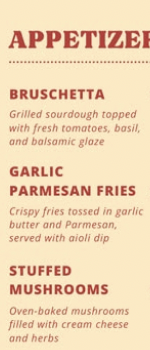 APPETIZE
BRUSCHETTA
Grilled sourdough topped
with fresh tomatoes, basil,
and balsamic glaze
GARLIC
PARMESAN FRIES
Crispy fries tossed in garlic
butter and Parmesan,
served with aioli dip
STUFFED
MUSHROOMS
Oven-baked mushrooms
filled with cream cheese
and herbs